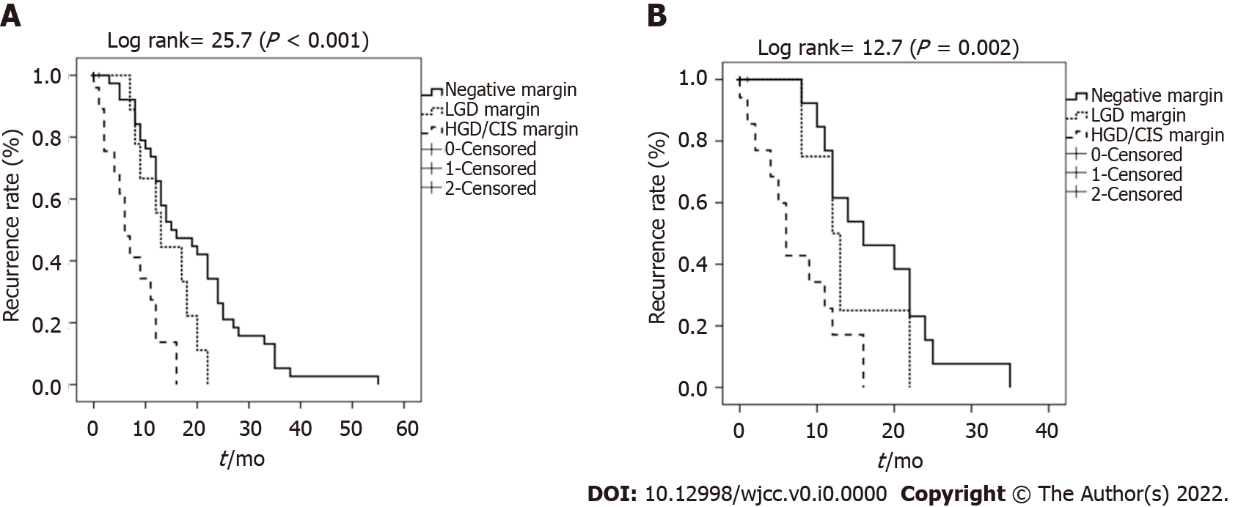 A
Log rank= 25.7 (P < 0.001)
Recurrence rate (%)
1.0
0.8
0.6
0.4
0.2
0.0
0 10 20 30 40 50 60
t/mo
Negative margin
LGD margin
HGD/CIS margin
0-Censored
1-Censored
2-Censored
B
Log rank= 12.7 (P = 0.002)
Recurrence rate (%)
1.0
0.8
0.6
0.4
0.2
0.0
0 10 20 30 40
t/mo
Negative margin
LGD margin
HGD/CIS margin
0-Censored
1-Censored
2-Censored
DOI: 10.12998/wjcc.v0.i0.0000 Copyright © The Author(s) 2022.